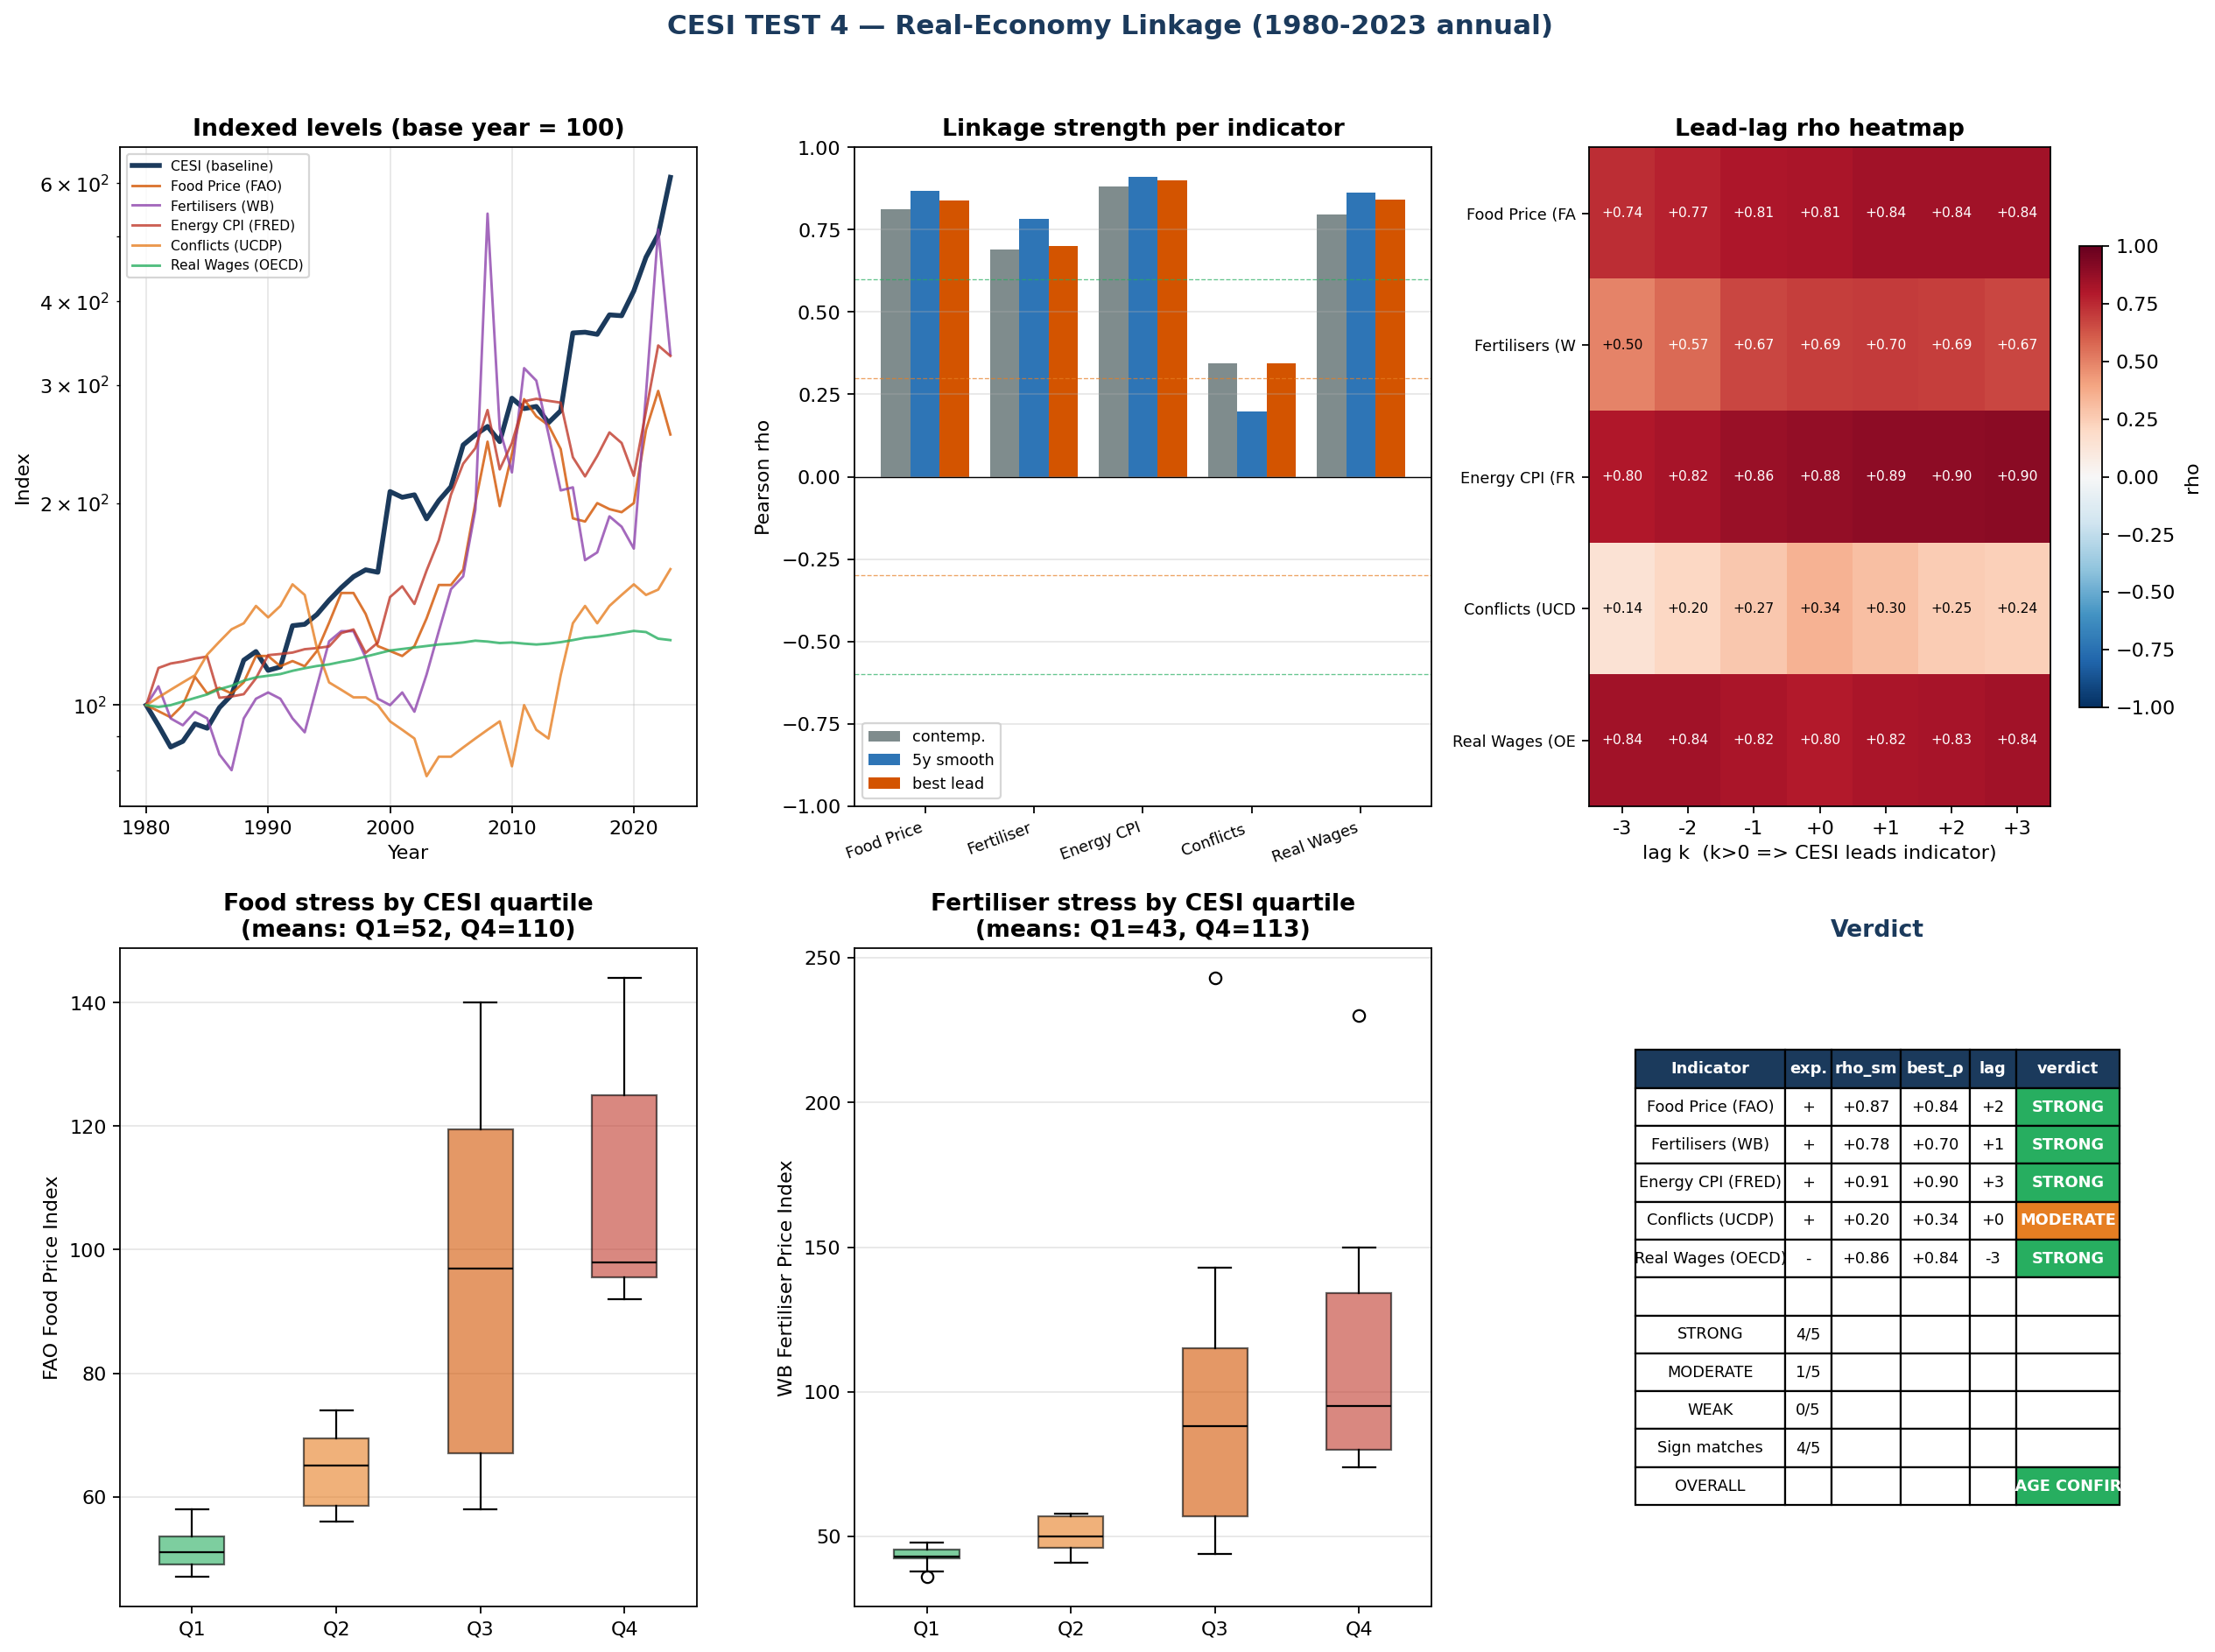 CESI TEST 4 — Real-Economy Linkage (1980-2023 annual)
Indexed levels (base year = 100)
CESI (baseline)
Food Price (FAO)
Fertilisers (WB)
Energy CPI (FRED)
Conflicts (UCDP)
Real Wages (OECD)
6 × 10²
4 × 10²
3 × 10²
2 × 10²
10²
Index
1980 1990 2000 2010 2020
Year
Linkage strength per indicator
1.00
0.75
0.50
0.25
0.00
−0.25
−0.50
−0.75
−1.00
Pearson rho
contemp.
5y smooth
best lead
Food Price Fertiliser Energy CPI Conflicts Real Wages
Lead-lag rho heatmap
Food Price (FA +0.74 +0.77 +0.81 +0.81 +0.84 +0.84 +0.84
Fertilisers (W +0.50 +0.57 +0.67 +0.69 +0.70 +0.69 +0.67
Energy CPI (FR +0.80 +0.82 +0.86 +0.88 +0.89 +0.90 +0.90
Conflicts (UCD +0.14 +0.20 +0.27 +0.34 +0.30 +0.25 +0.24
Real Wages (OE +0.84 +0.84 +0.82 +0.80 +0.82 +0.83 +0.84
-3 -2 -1 +0 +1 +2 +3
lag k (k>0 => CESI leads indicator)
1.00
0.75
0.50
0.25
0.00
−0.25
−0.50
−0.75
−1.00
rho
Food stress by CESI quartile
(means: Q1=52, Q4=110)
140
120
100
80
60
FAO Food Price Index
Q1 Q2 Q3 Q4
Fertiliser stress by CESI quartile
(means: Q1=43, Q4=113)
250
200
150
100
50
WB Fertiliser Price Index
Q1 Q2 Q3 Q4
Verdict
Indicator exp. rho_sm best_ρ lag verdict
Food Price (FAO) + +0.87 +0.84 +2 STRONG
Fertilisers (WB) + +0.78 +0.70 +1 STRONG
Energy CPI (FRED) + +0.91 +0.90 +3 STRONG
Conflicts (UCDP) + +0.20 +0.34 +0 MODERATE
Real Wages (OECD) - +0.86 +0.84 -3 STRONG
STRONG 4/5
MODERATE 1/5
WEAK 0/5
Sign matches 4/5
OVERALL AGE CONFIR